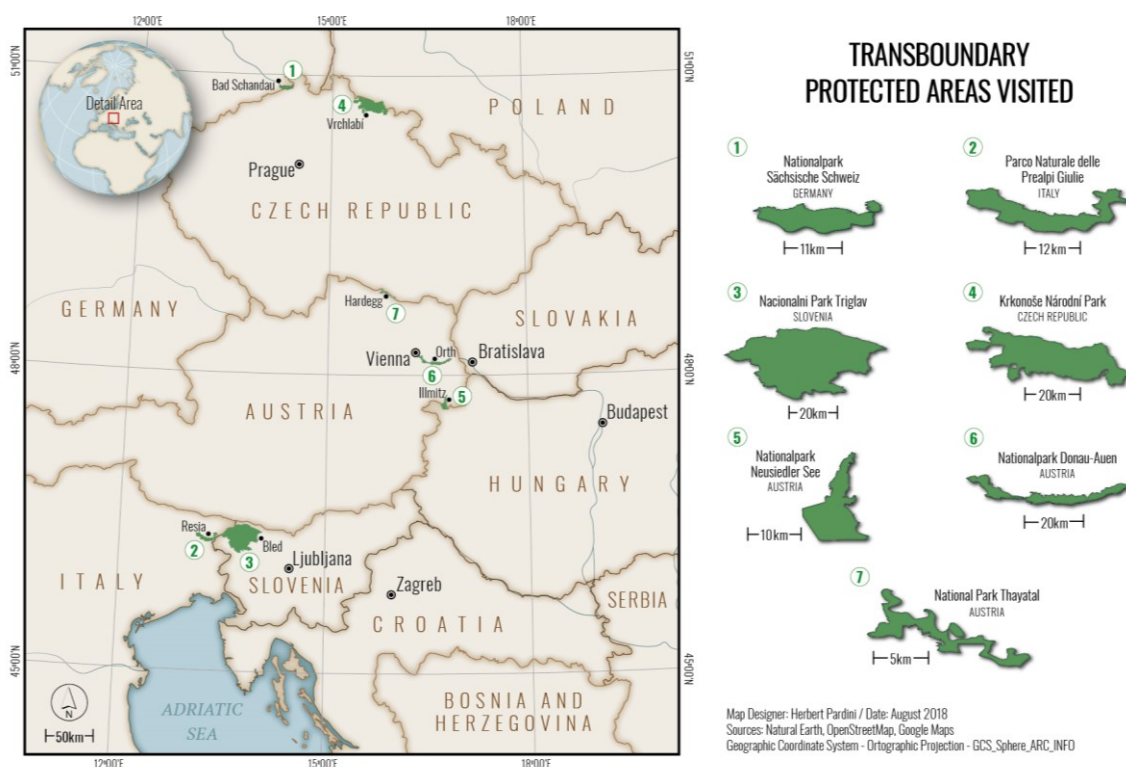 12°00'E
15°00'E
18°00'E
51°00'N
51°00'N
Detail Area
Bad Schandau
1
4
Vrchlabí
POLAND
Prague
CZECH REPUBLIC
GERMANY
Hardegg
7
SLOVAKIA
Vienna
Orth
Bratislava
6
48°00'N
48°00'N
Illmitz
5
AUSTRIA
Budapest
HUNGARY
Resia
2
3
Bled
Ljubljana
ITALY
SLOVENIA
Zagreb
SERBIA
CROATIA
45°00'N
45°00'N
N
50km
ADRIATIC
SEA
BOSNIA AND
HERZEGOVINA
12°00'E
15°00'E
18°00'E
TRANSBOUNDARY
PROTECTED AREAS VISITED
1
Nationalpark
Sächsische Schweiz
GERMANY
11km
2
Parco Naturale delle
Prealpi Giulie
ITALY
12km
3
Nacionalni Park Triglav
SLOVENIA
20km
4
Krkonoše Národní Park
CZECH REPUBLIC
20km
5
Nationalpark
Neusiedler See
AUSTRIA
10km
6
Nationalpark Donau-Auen
AUSTRIA
20km
7
National Park Thayatal
AUSTRIA
5km
Map Designer: Herbert Pardini / Date: August 2018
Sources: Natural Earth, OpenStreetMap, Google Maps
Geographic Coordinate System - Ortographic Projection - GCS_Sphere_ARC_INFO